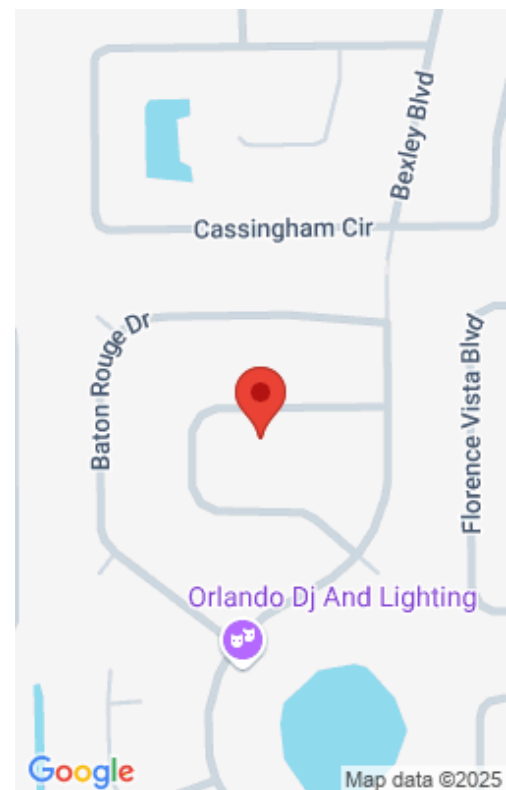 Bexley Blvd
Cassingham Cir
Baton Rouge Dr
Florence Vista Blvd
Orlando Dj And Lighting
Google
Map data ©2025